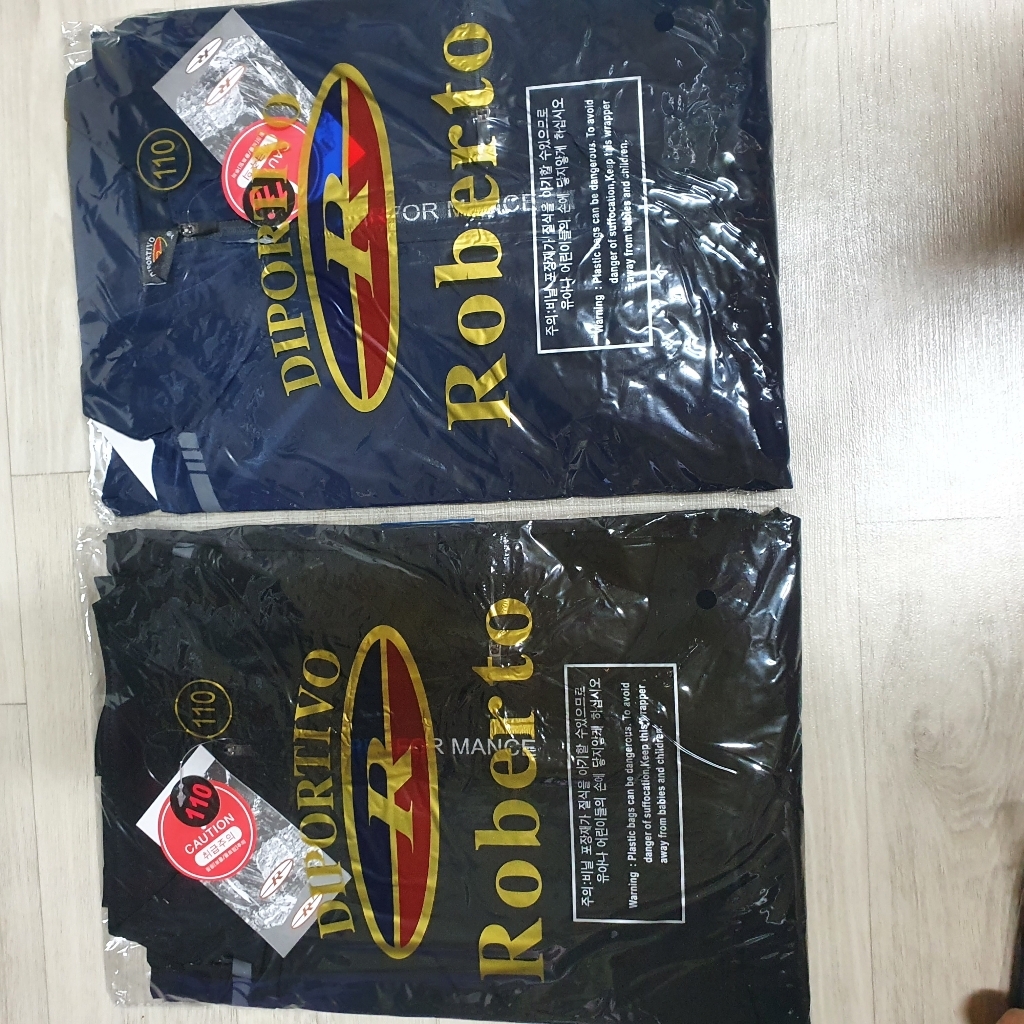 110
DIPORTIVO
R
Roberto
FOR MANCE
DIPORTIVO
주의:비닐 포장재가 질식을 야기할 수있으므로
유아나 어린이들의 손에 닿지않게 하십시오
Warning : Plastic bags can be dangerous. To avoid
danger of suffocation,Keep this wrapper
away from babies and children.
110
110
CAUTION
취급주의
R
R
DIPORTIVO
R
Roberto
FOR MANCE
주의:비닐 포장재가 질식을 야기할 수있으므로
유아나 어린이들의 손에 닿지않게 하십시오
Warning : Plastic bags can be dangerous. To avoid
danger of suffocation,Keep this wrapper
away from babies and children.